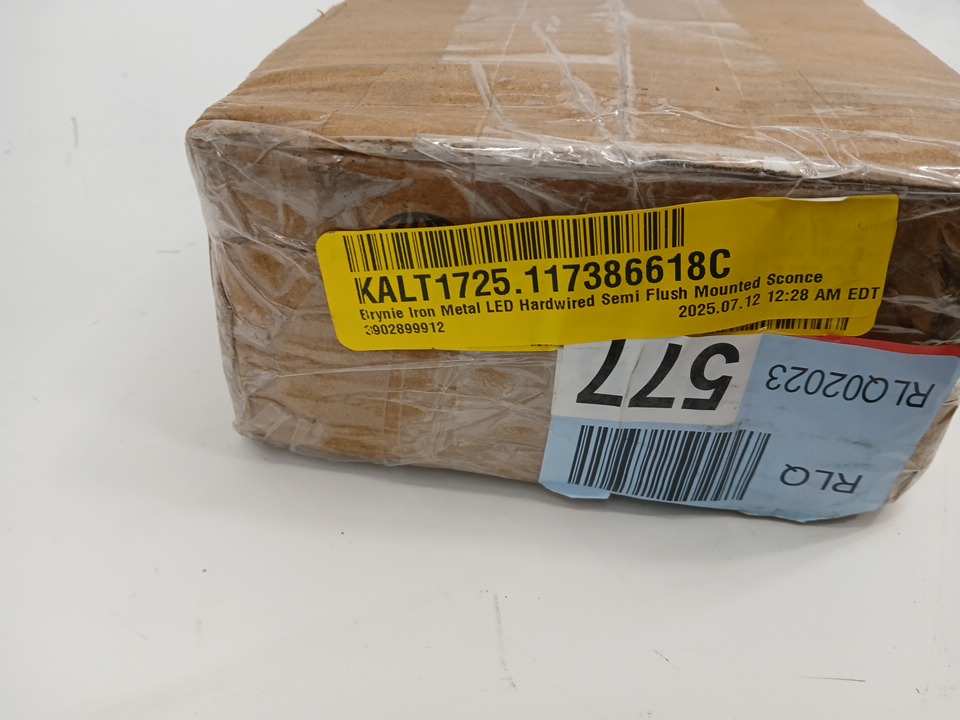 KALT1725.117386618C
Brynie Iron Metal LED Hardwired Semi Flush Mounted Sconce
2025.07.12 12:28 AM EDT
3902899912
577
RLQ02023
RLQ